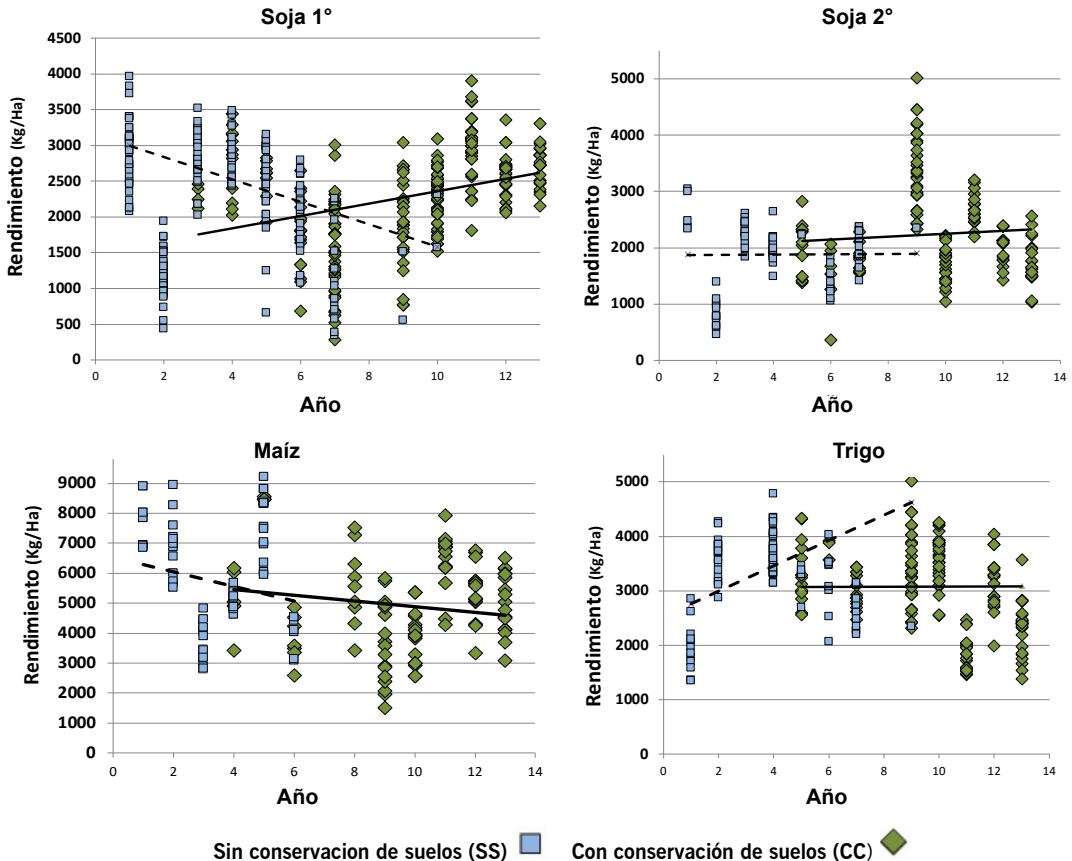 Soja 1°
Rendimiento (Kg/Ha)
4500
4000
3500
3000
2500
2000
1500
1000
500
0
0 2 4 6 8 10 12
Año
Soja 2°
Rendimiento (Kg/Ha)
5000
4000
3000
2000
1000
0
0 2 4 6 8 10 12 14
Año
Maíz
Rendimiento (Kg/Ha)
9000
8000
7000
6000
5000
4000
3000
2000
1000
0
0 2 4 6 8 10 12 14
Año
Trigo
Rendimiento (Kg/Ha)
5000
4000
3000
2000
1000
0
0 2 4 6 8 10 12 14
Año
Sin conservacion de suelos (SS) Con conservación de suelos (CC)